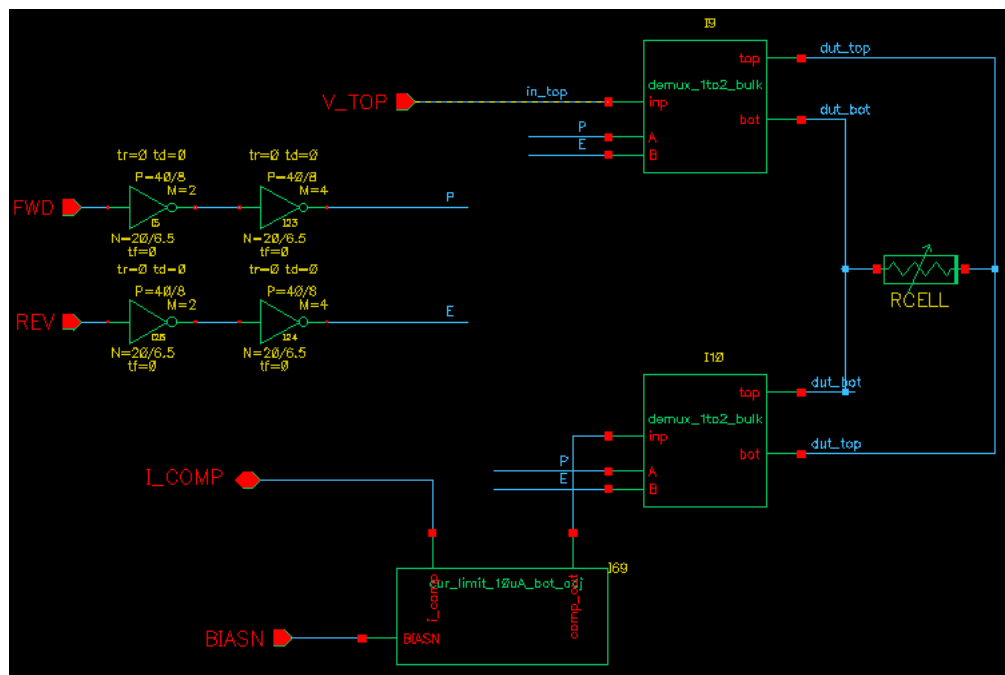 I9
dut_top
top
demux_1to2_bulk
in_top
V_TOP
inp
dut_bot
bot
P
A
E
B
tr=0 td=0
tr=0 td=0
P=40/8
M=2
P=40/8
M=4
FWD
I5
I23
P
N=20/6.5
tf=0
N=20/6.5
tf=0
tr=0 td=0
tr=0 td=0
P=40/8
M=2
P=40/8
M=4
REV
I25
I24
E
N=20/6.5
tf=0
N=20/6.5
tf=0
RCELL
I10
top
dut_bot
demux_1to2_bulk
inp
dut_top
bot
P
A
E
B
I_COMP
I69
cur_limit_10uA_bot_adj
i_comp
comp_out
BIASN
BIASN